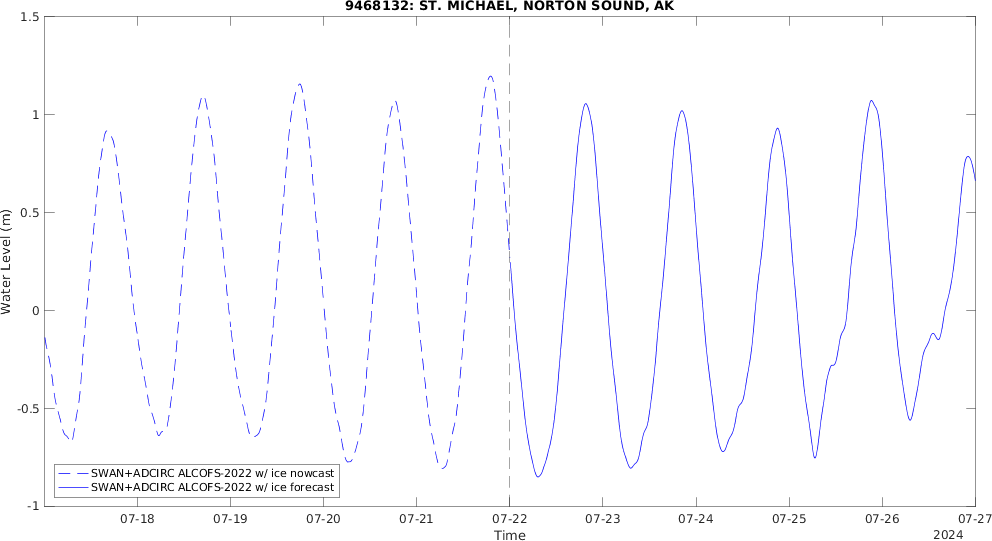 9468132: ST. MICHAEL, NORTON SOUND, AK
Water Level (m)
1.5
1
0.5
0
-0.5
-1
SWAN+ADCIRC ALCOFS-2022 w/ ice nowcast
SWAN+ADCIRC ALCOFS-2022 w/ ice forecast
07-18 07-19 07-20 07-21 07-22 07-23 07-24 07-25 07-26 07-27
Time
2024